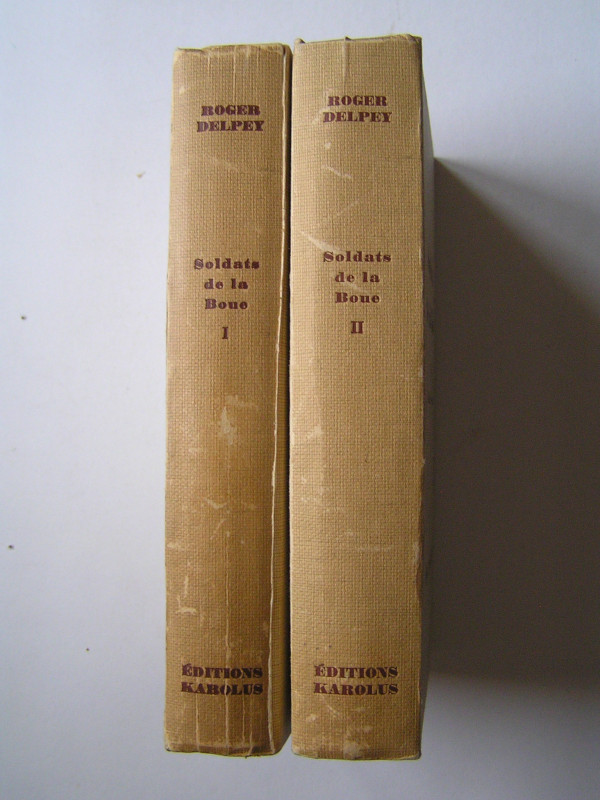 ROGER
DELPEY
Soldats
de la
Boue
I
ÉDITIONS
KAROLUS
ROGER
DELPEY
Soldats
de la
Boue
II
ÉDITIONS
KAROLUS